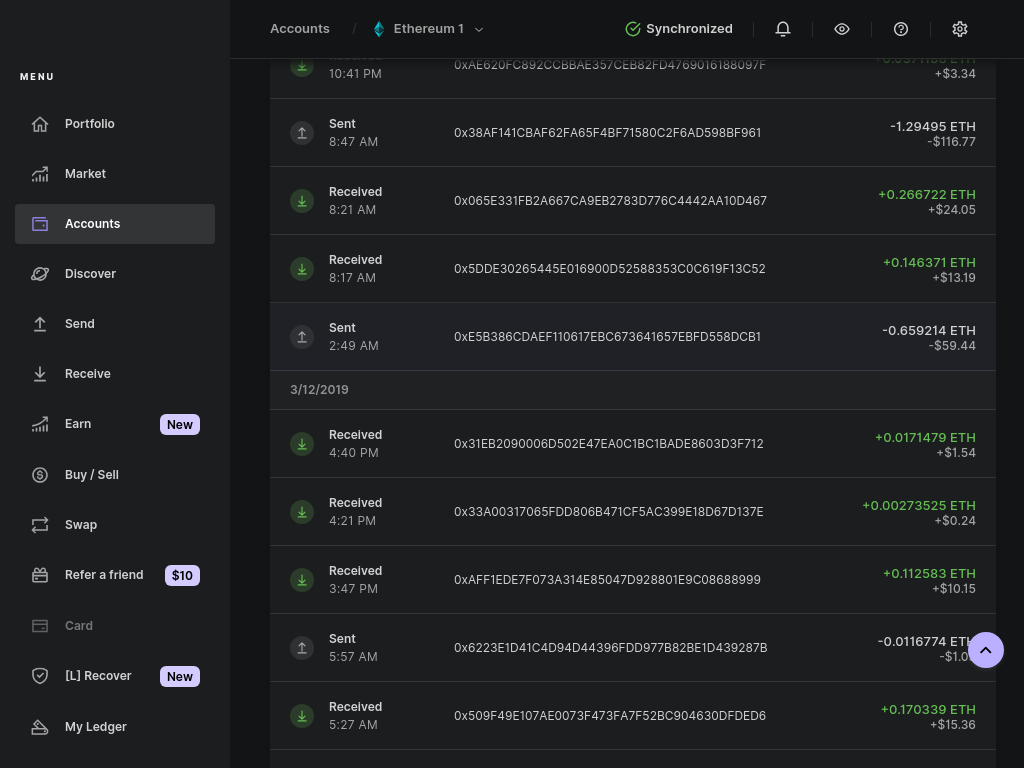 Accounts / Ethereum 1
Synchronized
MENU
Portfolio
Market
Accounts
Discover
Send
Receive
Earn New
Buy / Sell
Swap
Refer a friend $10
Card
[L] Recover New
My Ledger
10:41 PM 0xAE620FC892CCBBAE357CEB82FD4769016188097F
+$3.34
Sent
8:47 AM
0x38AF141CBAF62FA65F4BF71580C2F6AD598BF961
-1.29495 ETH
-$116.77
Received
8:21 AM
0x065E331FB2A667CA9EB2783D776C4442AA10D467
+0.266722 ETH
+$24.05
Received
8:17 AM
0x5DDE30265445E016900D52588353C0C619F13C52
+0.146371 ETH
+$13.19
Sent
2:49 AM
0xE5B386CDAEF110617EBC673641657EBFD558DCB1
-0.659214 ETH
-$59.44
3/12/2019
Received
4:40 PM
0x31EB2090006D502E47EA0C1BC1BADE8603D3F712
+0.0171479 ETH
+$1.54
Received
4:21 PM
0x33A00317065FDD806B471CF5AC399E18D67D137E
+0.00273525 ETH
+$0.24
Received
3:47 PM
0xAFF1EDE7F073A314E85047D928801E9C08688999
+0.112583 ETH
+$10.15
Sent
5:57 AM
0x6223E1D41C4D94D44396FDD977B82BE1D439287B
-0.0116774 ETH
-$1.0
Received
5:27 AM
0x509F49E107AE0073F473FA7F52BC904630DFDED6
+0.170339 ETH
+$15.36